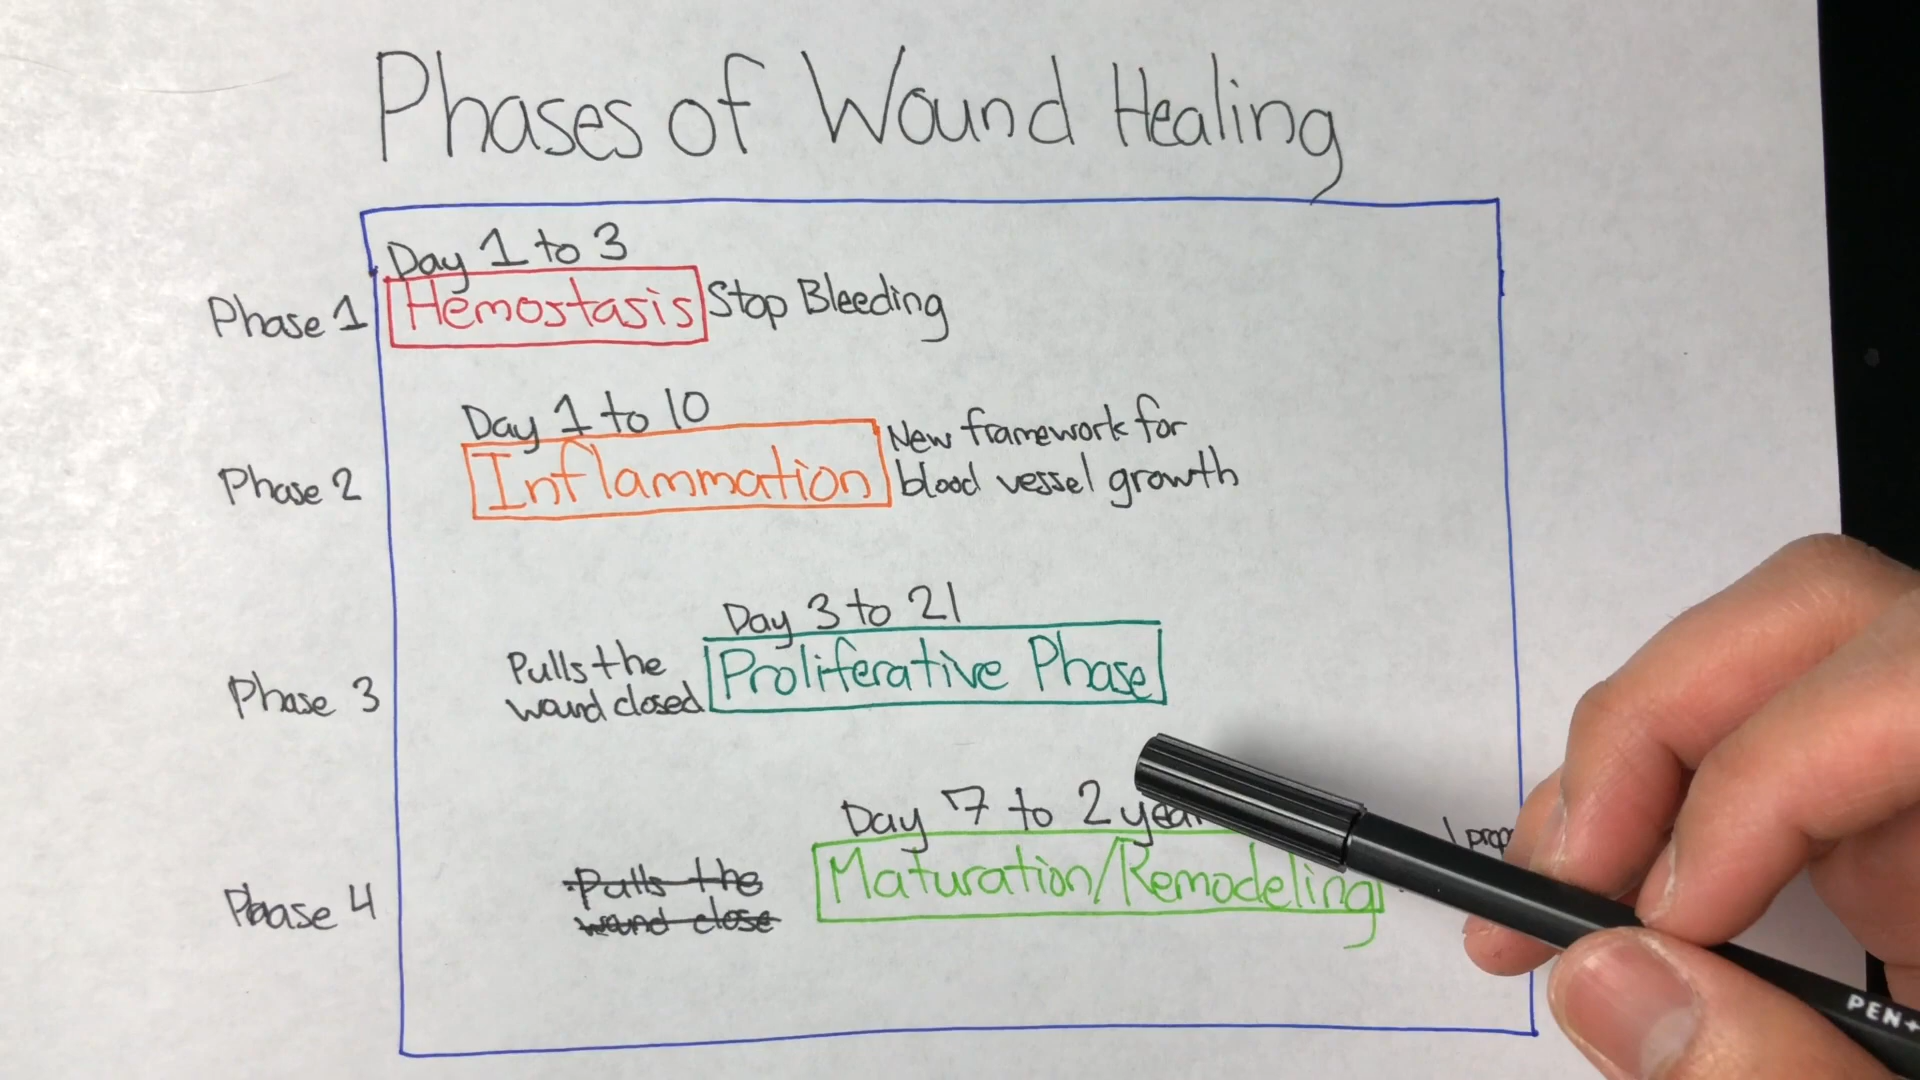 Phases of Wound Healing
Day 1 to 3
Phase 1 Hemostasis Stop Bleeding
Day 1 to 10
Phase 2 Inflammation New framework for
blood vessel growth
Day 3 to 21
Phase 3 Pulls the
wound closed Proliferative Phase
Day 7 to 2 year
Phase 4 Pulls the
wound close Maturation/Remodeling
PEN+